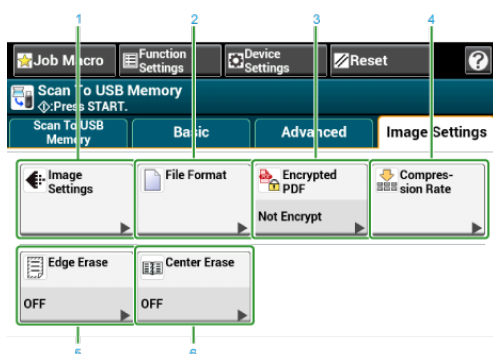 1 2 3 4
Job Macro
Function
Settings
Device
Settings
Reset
?
Scan To USB Memory
:Press START.
Scan To USB
Memory
Basic
Advanced
Image Settings
Image
Settings
File Format
Encrypted
PDF
Not Encrypt
Compres-
sion Rate
Edge Erase
OFF
Center Erase
OFF
5 6